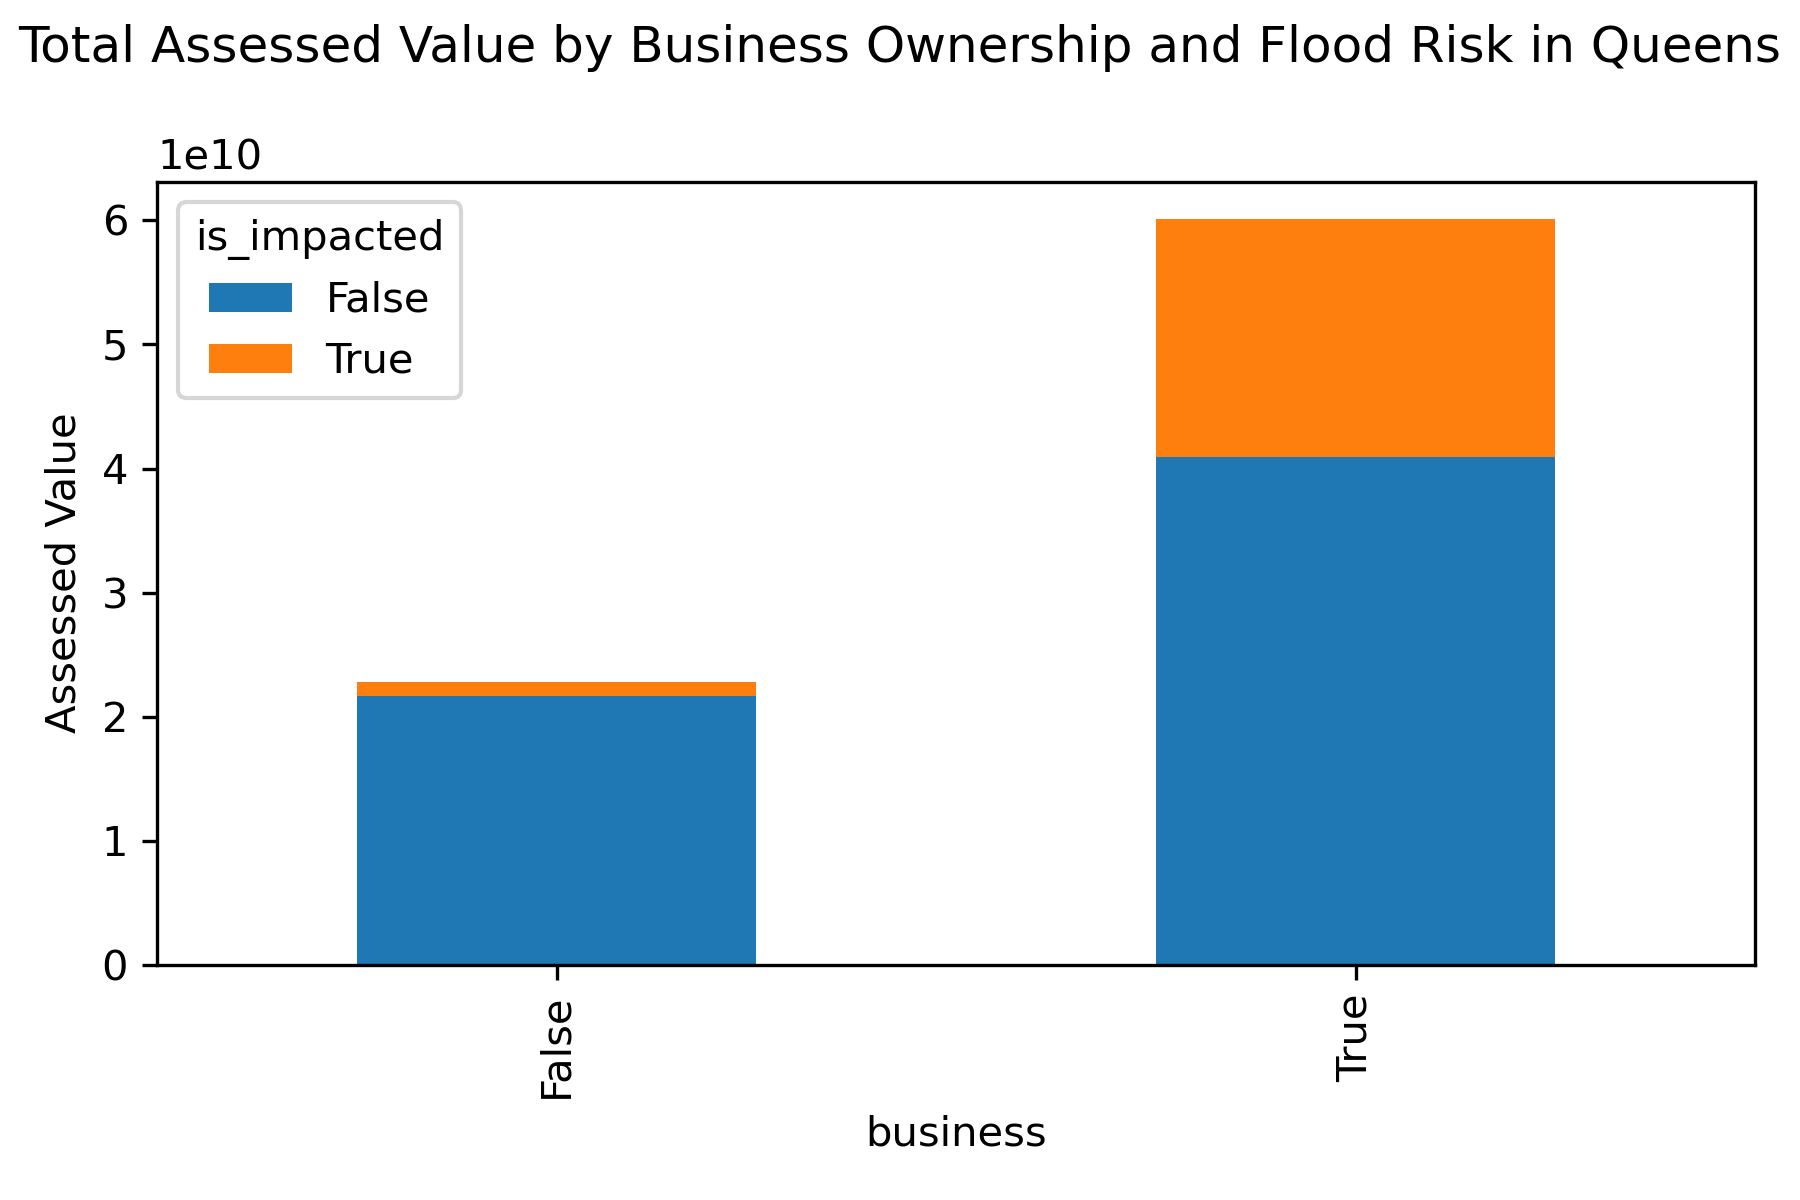 Total Assessed Value by Business Ownership and Flood Risk in Queens
1e10
6
5
4
3
2
1
0
Assessed Value
is_impacted
False
True
False
True
business